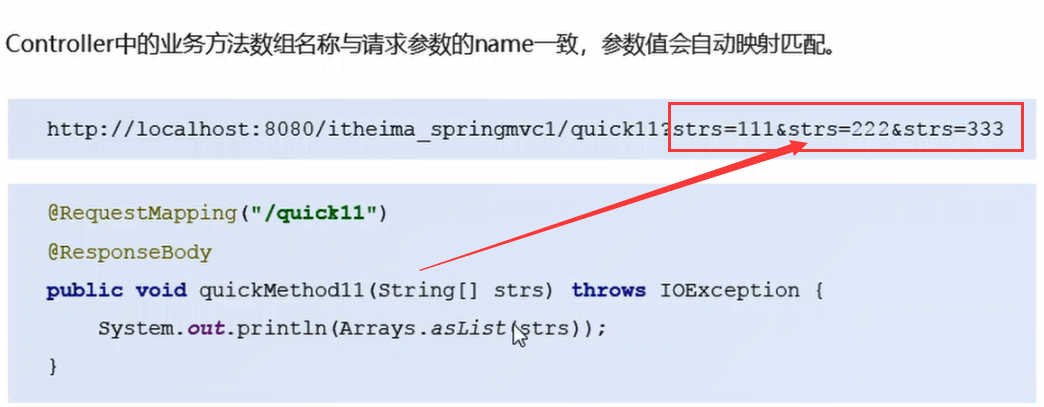 Controller中的业务方法数组名称与请求参数的name一致，参数值会自动映射匹配。
http://localhost:8080/itheima_springmvc1/quick11?strs=111&strs=222&strs=333
@RequestMapping("/quick11")
@ResponseBody
public void quickMethod11(String[] strs) throws IOException {
    System.out.println(Arrays.asList(strs));
}